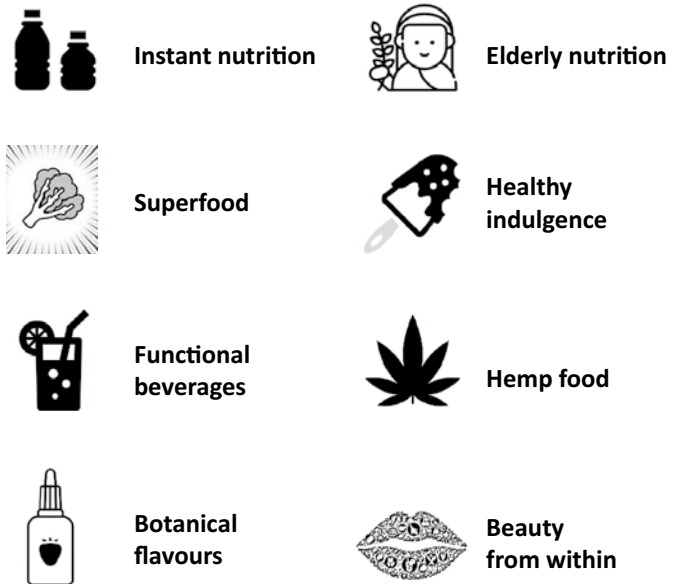 Instant nutrition
Elderly nutrition
Superfood
Healthy
indulgence
Functional
beverages
Hemp food
Botanical
flavours
Beauty
from within